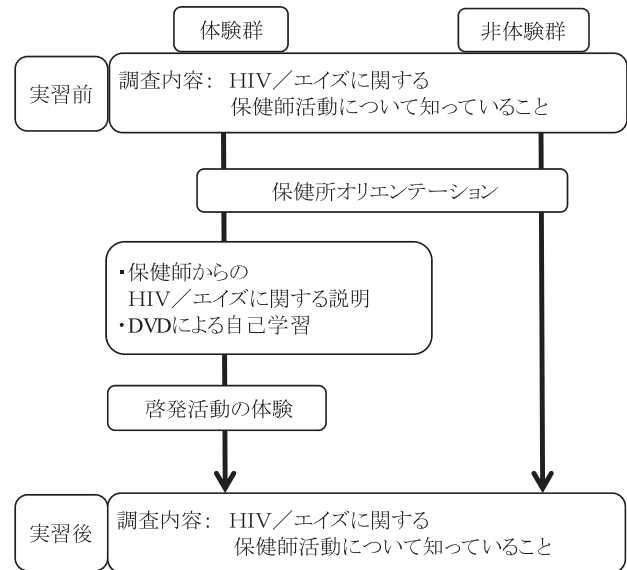 体験群
非体験群
実習前
調査内容： HIV／エイズに関する
保健師活動について知っていること
保健所オリエンテーション
・保健師からの
HIV／エイズに関する説明
・DVDによる自己学習
啓発活動の体験
実習後
調査内容： HIV／エイズに関する
保健師活動について知っていること